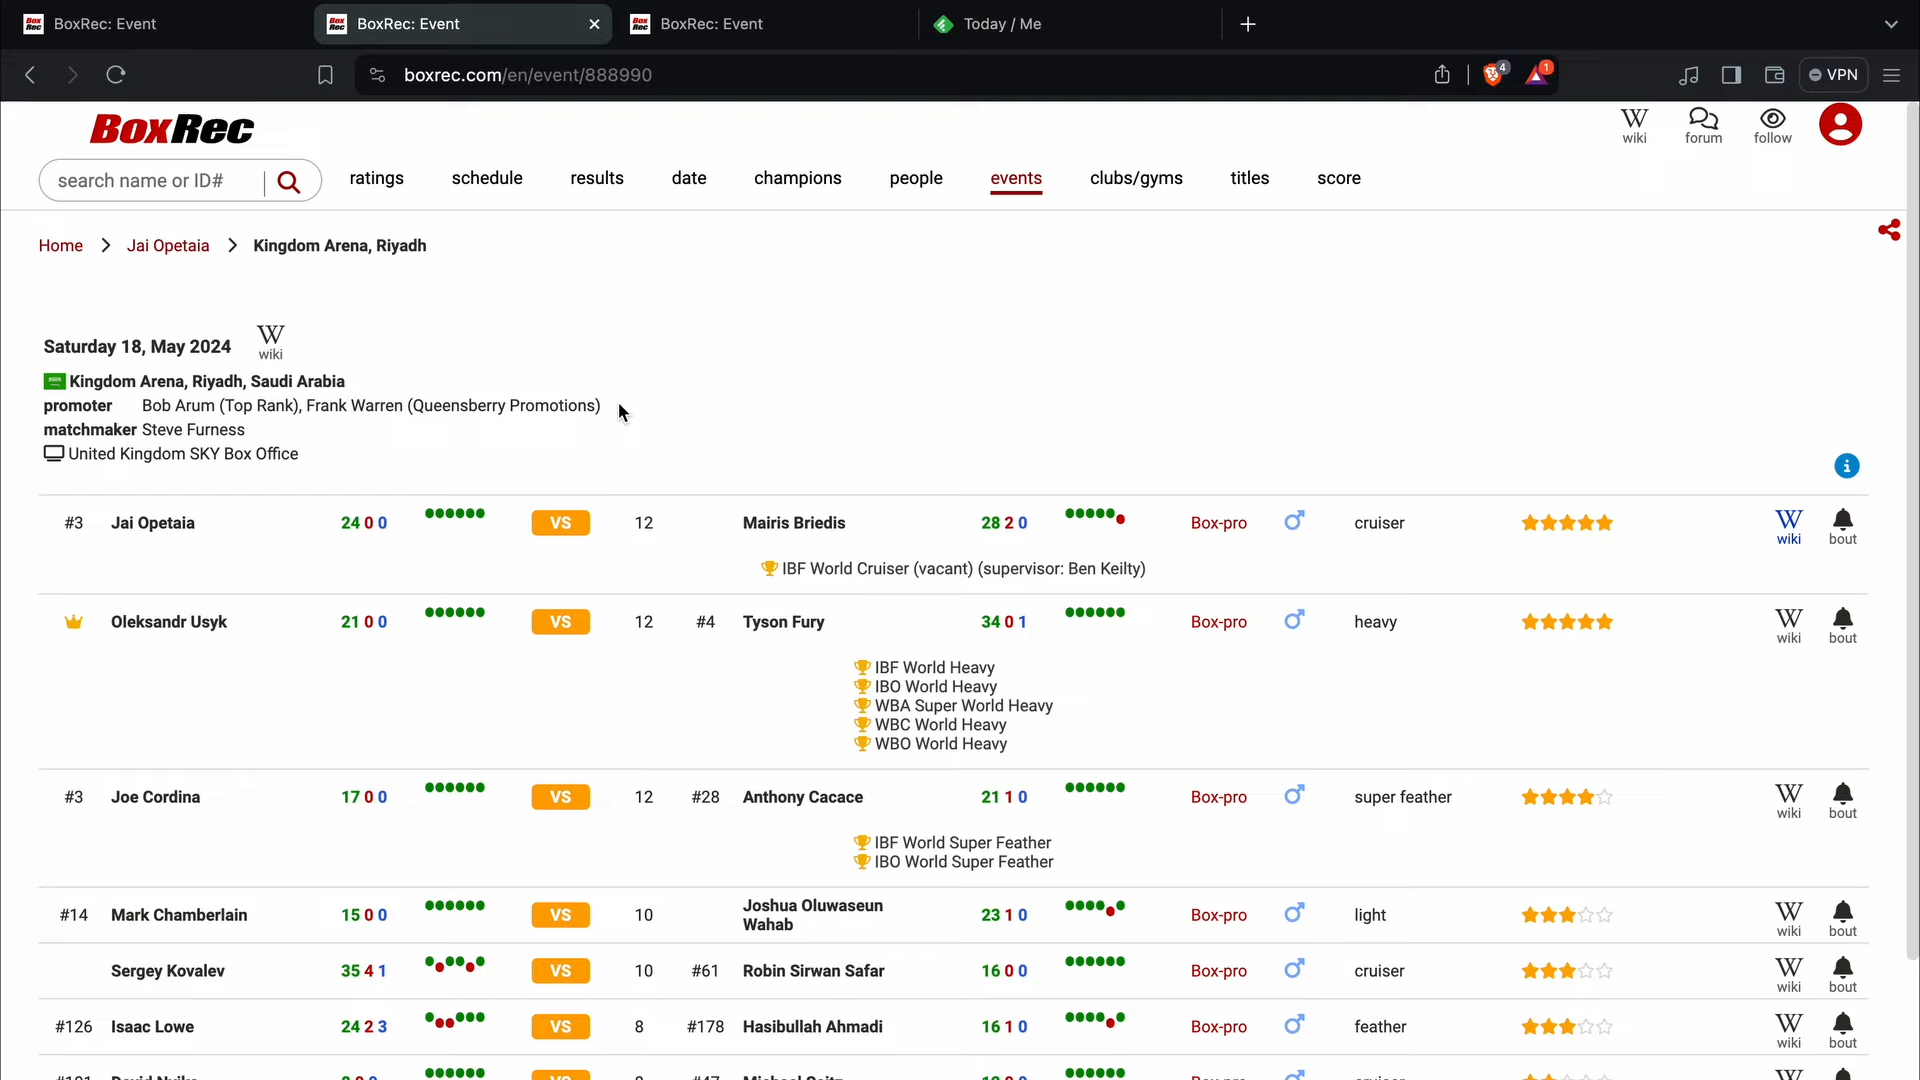 BoxRec: Event
BoxRec: Event
BoxRec: Event
Today / Me
boxrec.com/en/event/888990
4
1
VPN
BoxRec
W wiki
forum
follow
search name or ID#
ratings schedule results date champions people events clubs/gyms titles score
Home > Jai Opetaia > Kingdom Arena, Riyadh
Saturday 18, May 2024 W wiki
Kingdom Arena, Riyadh, Saudi Arabia
promoter Bob Arum (Top Rank), Frank Warren (Queensberry Promotions)
matchmaker Steve Furness
United Kingdom SKY Box Office
i
#3 Jai Opetaia 24 0 0 VS 12 Mairis Briedis 28 2 0 Box-pro cruiser W wiki bout
IBF World Cruiser (vacant) (supervisor: Ben Keilty)
Oleksandr Usyk 21 0 0 VS 12 #4 Tyson Fury 34 0 1 Box-pro heavy W wiki bout
IBF World Heavy
IBO World Heavy
WBA Super World Heavy
WBC World Heavy
WBO World Heavy
#3 Joe Cordina 17 0 0 VS 12 #28 Anthony Cacace 21 1 0 Box-pro super feather W wiki bout
IBF World Super Feather
IBO World Super Feather
#14 Mark Chamberlain 15 0 0 VS 10 Joshua Oluwaseun Wahab 23 1 0 Box-pro light W wiki bout
Sergey Kovalev 35 4 1 VS 10 #61 Robin Sirwan Safar 16 0 0 Box-pro cruiser W wiki bout
#126 Isaac Lowe 24 2 3 VS 8 #178 Hasibullah Ahmadi 16 1 0 Box-pro feather W wiki bout